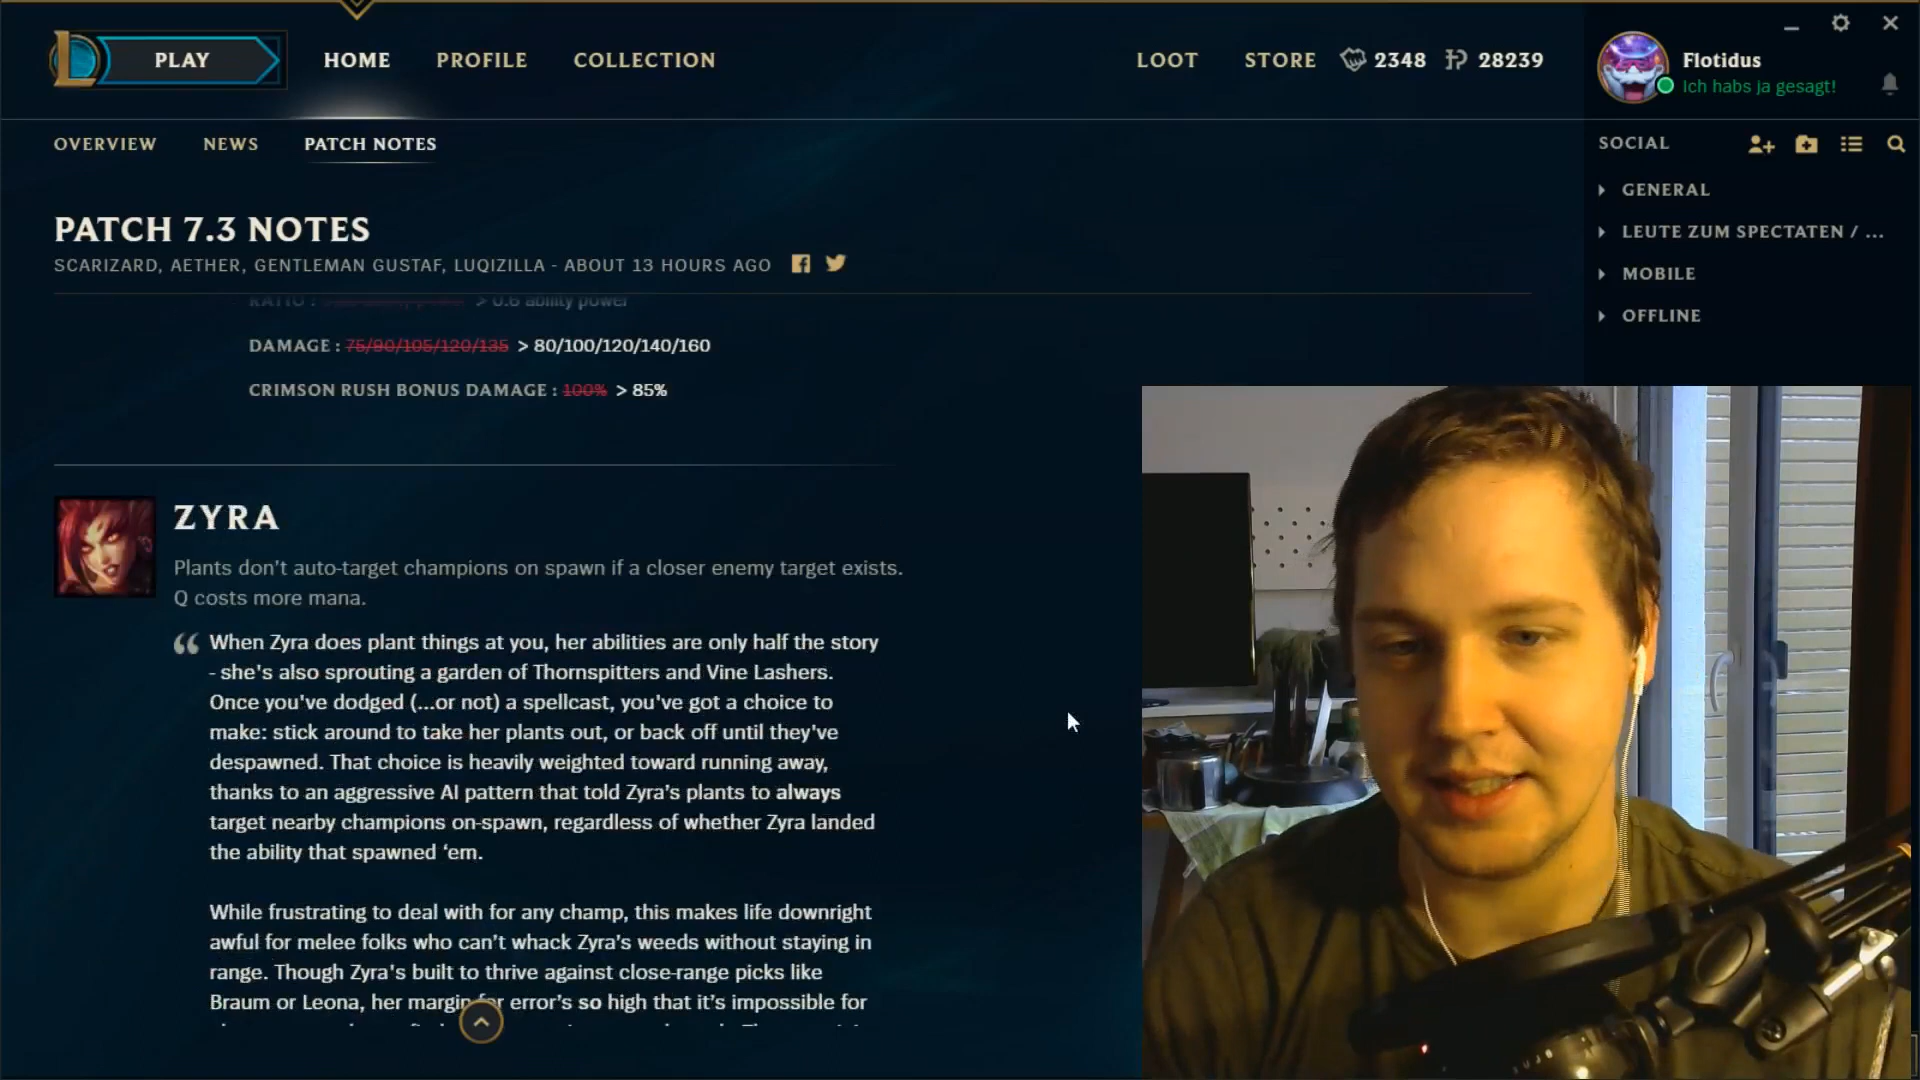 PLAY
HOME
PROFILE
COLLECTION
LOOT
STORE
2348
28239
Flotidus
Ich habs ja gesagt!
OVERVIEW
NEWS
PATCH NOTES
SOCIAL
GENERAL
LEUTE ZUM SPECTATEN / ...
MOBILE
OFFLINE
PATCH 7.3 NOTES
SCARIZARD, AETHER, GENTLEMAN GUSTAF, LUQIZILLA - ABOUT 13 HOURS AGO
RATIO : > 0.6 ability power
DAMAGE : 75/90/105/120/135 > 80/100/120/140/160
CRIMSON RUSH BONUS DAMAGE : 100% > 85%
ZYRA
Plants don't auto-target champions on spawn if a closer enemy target exists.
Q costs more mana.
When Zyra does plant things at you, her abilities are only half the story
- she's also sprouting a garden of Thornspitters and Vine Lashers.
Once you've dodged (...or not) a spellcast, you've got a choice to
make: stick around to take her plants out, or back off until they've
despawned. That choice is heavily weighted toward running away,
thanks to an aggressive AI pattern that told Zyra's plants to always
target nearby champions on-spawn, regardless of whether Zyra landed
the ability that spawned ‘em.
While frustrating to deal with for any champ, this makes life downright
awful for melee folks who can’t whack Zyra’s weeds without staying in
range. Though Zyra's built to thrive against close-range picks like
Braum or Leona, her margin for error’s so high that it’s impossible for